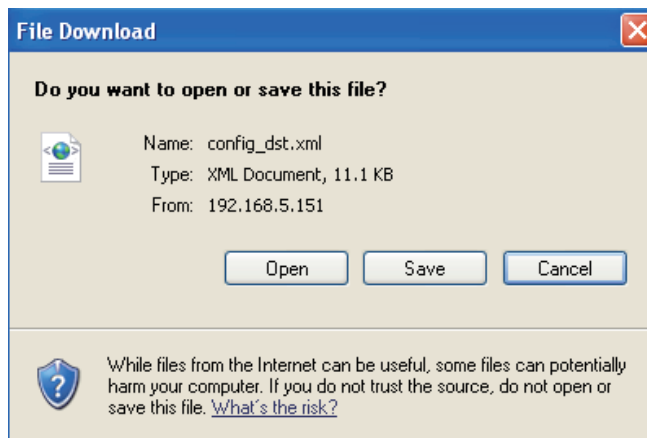 File Download
Do you want to open or save this file?
Name: config_dst.xml
Type: XML Document, 11.1 KB
From: 192.168.5.151
Open Save Cancel
While files from the Internet can be useful, some files can potentially
harm your computer. If you do not trust the source, do not open or
save this file. What's the risk?